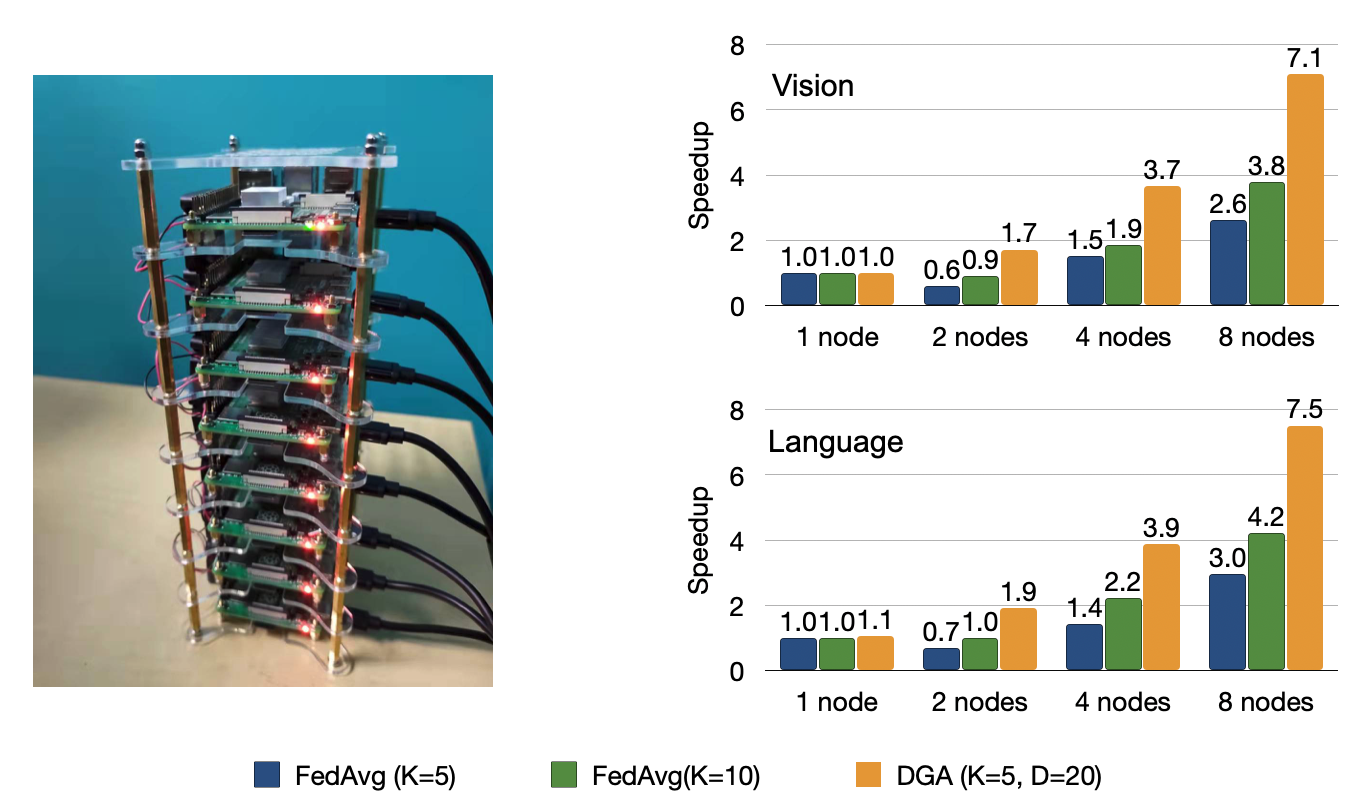 8
7.1
Vision
6
Speedup
4
3.7
3.8
2.6
2
1.0 1.0 1.0
0.6 0.9
1.7
1.5 1.9
0
1 node
2 nodes
4 nodes
8 nodes
8
7.5
Language
6
Speedup
4
3.9
4.2
3.0
2
1.0 1.0 1.1
0.7 1.0
1.9
1.4
2.2
0
1 node
2 nodes
4 nodes
8 nodes
FedAvg (K=5)
FedAvg(K=10)
DGA (K=5, D=20)